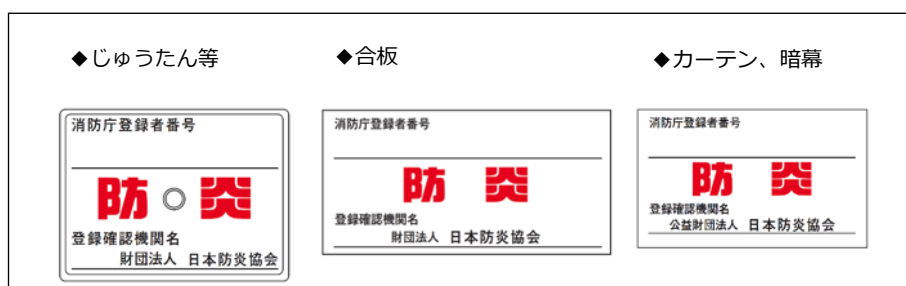 ◆じゅうたん等
消防庁登録者番号
防 炎
登録確認機関名
財団法人 日本防炎協会
◆合板
消防庁登録者番号
防 炎
登録確認機関名
財団法人 日本防炎協会
◆カーテン、暗幕
消防庁登録者番号
防 炎
登録確認機関名
公益財団法人 日本防炎協会